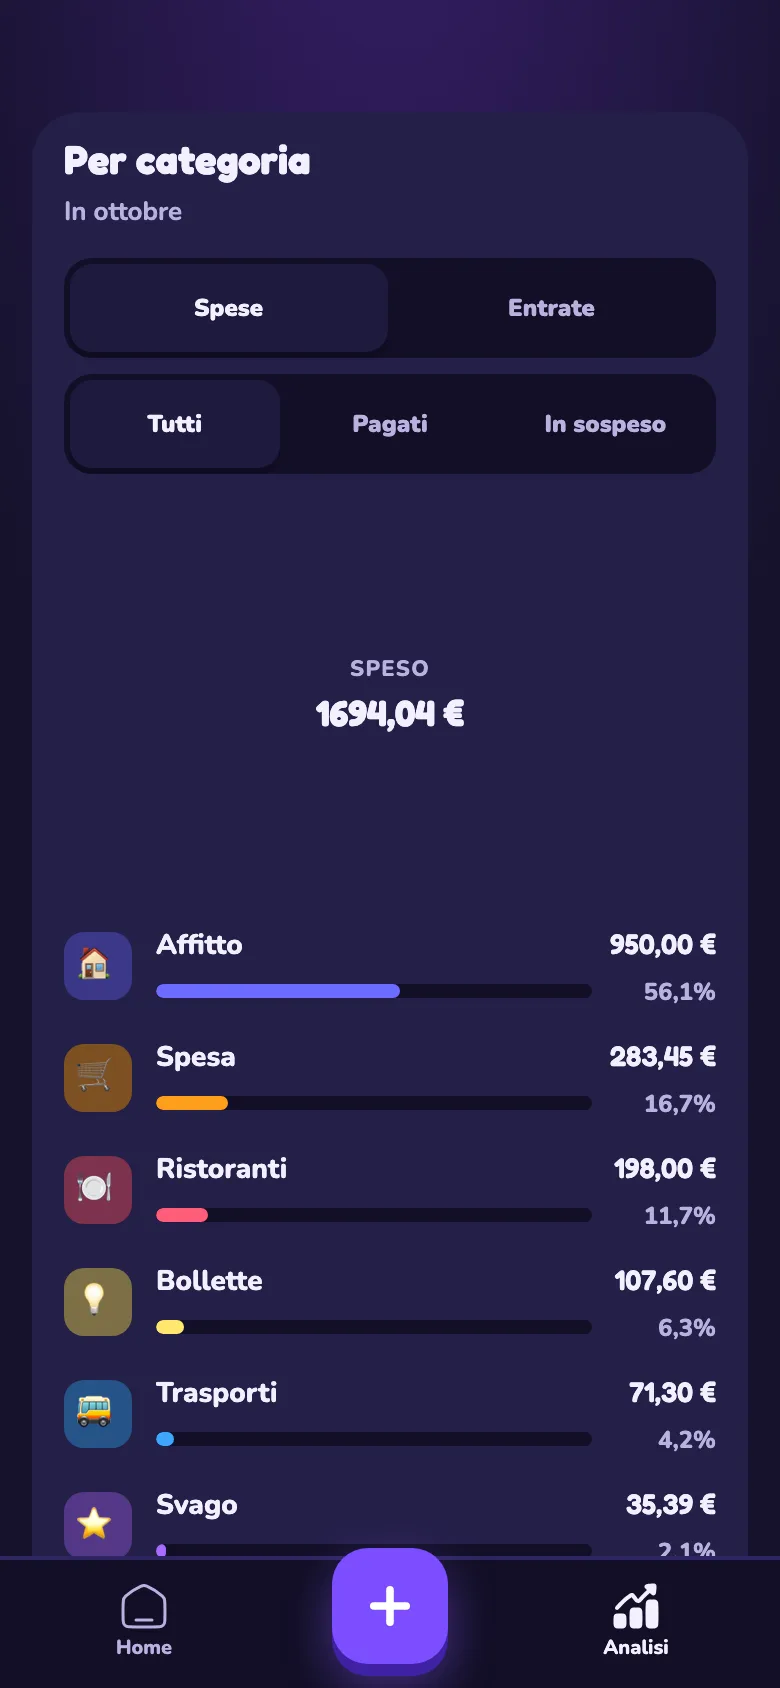 Per categoria
In ottobre
Spese Entrate
Tutti Pagati In sospeso
SPESO
1694,04 €
Affitto 950,00 €
56,1%
Spesa 283,45 €
16,7%
Ristoranti 198,00 €
11,7%
Bollette 107,60 €
6,3%
Trasporti 71,30 €
4,2%
Svago 35,39 €
2,1%
Home Analisi